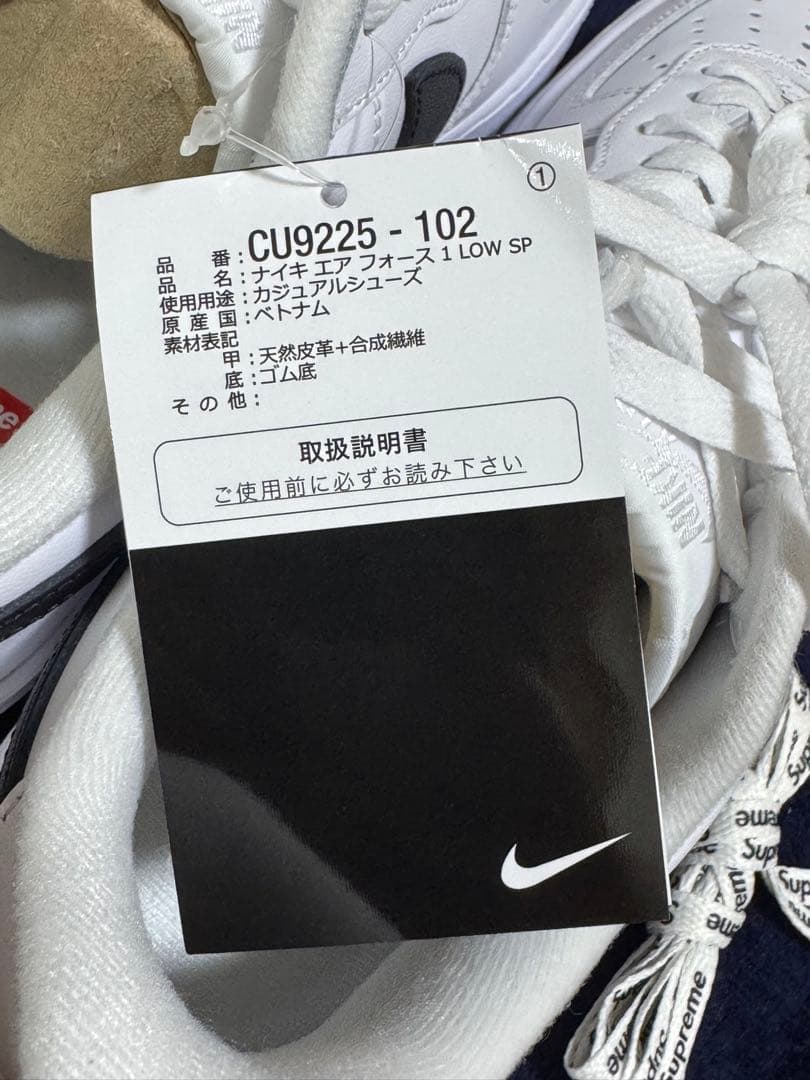 ①
品 番:CU9225 - 102
品 名:ナイキ エア フォース 1 LOW SP
使用用途:カジュアルシューズ
原 産 国:ベトナム
素材表記
甲:天然皮革+合成繊維
底:ゴム底
そ の 他:
取扱説明書
ご使用前に必ずお読み下さい
Supreme